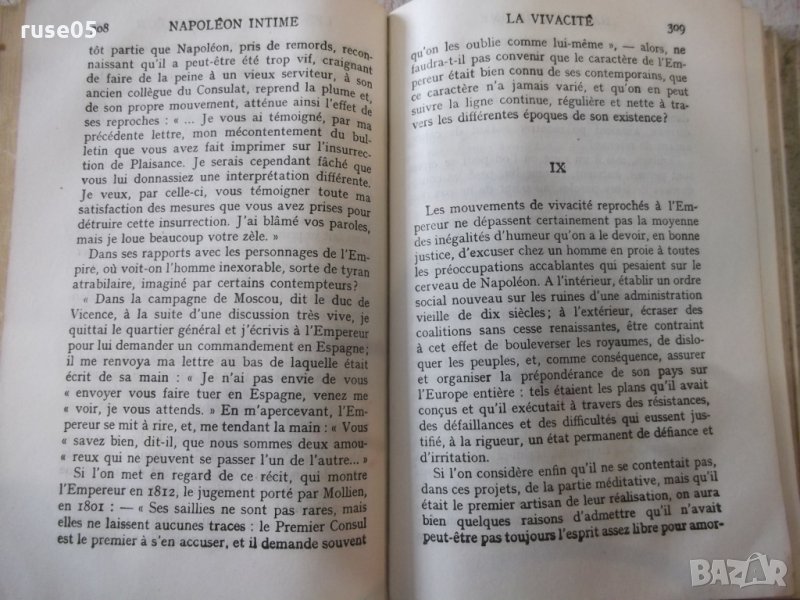 ruse05
308 NAPOLÉON INTIME
tôt partie que Napoléon, pris de remords, recon-
naissant qu'il a peut-être été trop vif, craignant
de faire de la peine à un vieux serviteur, à son
ancien collègue du Consulat, reprend la plume et,
de son propre mouvement, atténue ainsi l'effet de
ses reproches : « ... Je vous ai témoigné, par ma
précédente lettre, mon mécontentement du bul-
letin que vous avez fait imprimer sur l'insurrec-
tion de Plaisance. Je serais cependant fâché que
vous lui donnassiez une interprétation différente.
Je veux, par celle-ci, vous témoigner toute ma
satisfaction des mesures que vous avez prises pour
détruire cette insurrection. J'ai blâmé vos paroles,
mais je loue beaucoup votre zèle. »
Dans ses rapports avec les personnages de l'Em-
pire, où voit-on l'homme inexorable, sorte de tyran
atrabilaire, imaginé par certains contempteurs?
« Dans la campagne de Moscou, dit le duc de
Vicence, à la suite d'une discussion très vive, je
quittai le quartier général et j'écrivis à l'Empereur
pour lui demander un commandement en Espagne;
il me renvoya ma lettre au bas de laquelle était
écrit de sa main : « Je n'ai pas envie de vous
« envoyer vous faire tuer en Espagne, venez me
« voir, je vous attends. » En m'apercevant, l'Em-
pereur se mit à rire, et, me tendant la main : « Vous
« savez bien, dit-il, que nous sommes deux amou-
« reux qui ne peuvent se passer l'un de l'autre... »
Si l'on met en regard de ce récit, qui montre
l'Empereur en 1812, le jugement porté par Mollien,
en 1801 : — « Ses saillies ne sont pas rares, mais
elles ne laissent aucunes traces : le Premier Consul
est le premier à s'en accuser, et il demande souvent
LA VIVACITÉ 309
qu'on les oublie comme lui-même », — alors, ne
faudra-t-il pas convenir que le caractère de l'Em-
pereur était bien connu de ses contemporains, que
ce caractère n'a jamais varié, et qu'on en peut
suivre la ligne continue, régulière et nette à tra-
vers les différentes époques de son existence?
IX
Les mouvements de vivacité reprochés à l'Em-
pereur ne dépassent certainement pas la moyenne
des inégalités d'humeur qu'on a le devoir, en bonne
justice, d'excuser chez un homme en proie à toutes
les préoccupations accablantes qui pesaient sur le
cerveau de Napoléon. A l'intérieur, établir un ordre
social nouveau sur les ruines d'une administration
vieille de dix siècles; à l'extérieur, écraser des
coalitions sans cesse renaissantes, être contraint
à cet effet de bouleverser les royaumes, de dislo-
quer les peuples, et, comme conséquence, assurer
et organiser la prépondérance de son pays sur
l'Europe entière : tels étaient les plans qu'il avait
conçus et qu'il exécutait à travers des résistances,
des défaillances et des difficultés qui eussent jus-
tifié, à la rigueur, un état permanent de défiance et
d'irritation.
Si l'on considère enfin qu'il ne se contentait pas,
dans ces projets, de la partie méditative, mais qu'il
était le premier artisan de leur réalisation, on aura
bien quelques raisons d'admettre qu'il n'avait
peut-être pas toujours l'esprit assez libre pour amor-
BAZAR
bg